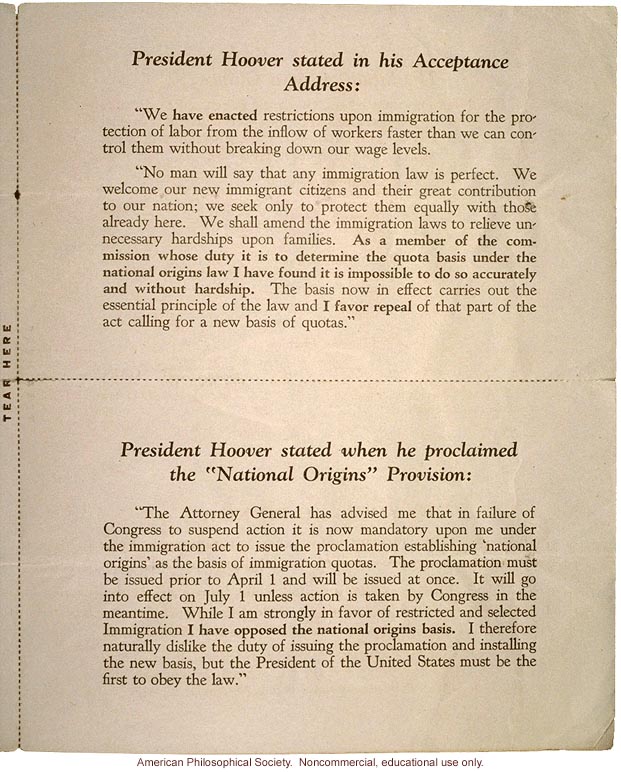 President Hoover stated in his Acceptance
Address:
"We have enacted restrictions upon immigration for the pro-
tection of labor from the inflow of workers faster than we can con-
trol them without breaking down our wage levels.
"No man will say that any immigration law is perfect. We
welcome our new immigrant citizens and their great contribution
to our nation; we seek only to protect them equally with those
already here. We shall amend the immigration laws to relieve un-
necessary hardships upon families. As a member of the com-
mission whose duty it is to determine the quota basis under the
national origins law I have found it is impossible to do so accurately
and without hardship. The basis now in effect carries out the
essential principle of the law and I favor repeal of that part of the
act calling for a new basis of quotas."
TEAR HERE
President Hoover stated when he proclaimed
the "National Origins" Provision:
"The Attorney General has advised me that in failure of
Congress to suspend action it is now mandatory upon me under
the immigration act to issue the proclamation establishing 'national
origins' as the basis of immigration quotas. The proclamation must
be issued prior to April 1 and will be issued at once. It will go
into effect on July 1 unless action is taken by Congress in the
meantime. While I am strongly in favor of restricted and selected
Immigration I have opposed the national origins basis. I therefore
naturally dislike the duty of issuing the proclamation and installing
the new basis, but the President of the United States must be the
first to obey the law."
American Philosophical Society. Noncommercial, educational use only.